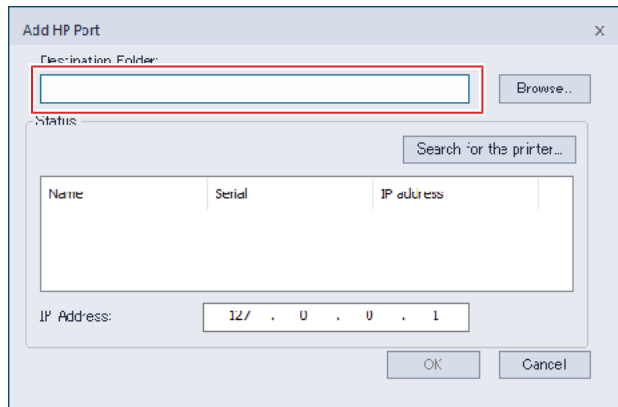 Add HP Port
Destination Folder:
Browse..
Status
Search for the printer...
Name Serial IP address
IP Address: 127 . 0 . 0 . 1
OK Cancel